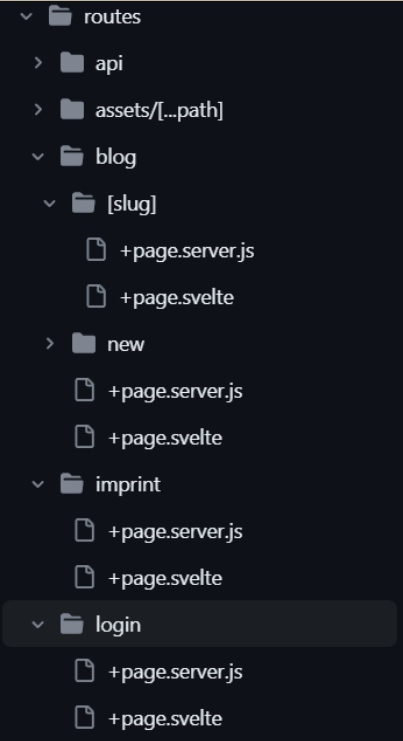 routes
api
assets/[...path]
blog
[slug]
+page.server.js
+page.svelte
new
+page.server.js
+page.svelte
imprint
+page.server.js
+page.svelte
login
+page.server.js
+page.svelte